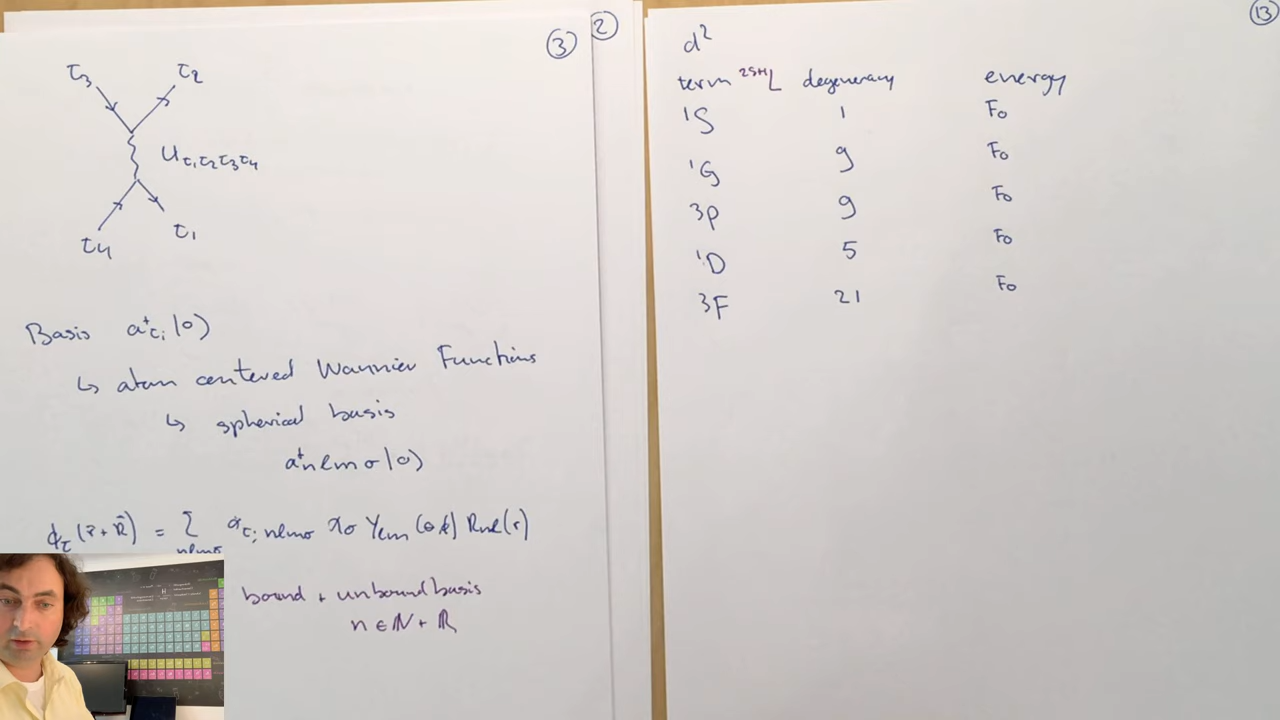 ③
②
τ₃ τ₂
U τ₁τ₂τ₃τ₄
τ₄ τ₁
Basis a⁺τᵢ |0⟩
↳ atom centered Wannier Functions
↳ spherical basis
a⁺nlmσ |0⟩
ϕτ (r⃗ + R⃗) = Σ nlmσ ατ; nlmσ χσ Ylm (θ ϕ) Rnl(r)
bound + unbound basis
n ∈ ℕ + ℝ
⑬
d²
term ²ˢ⁺¹L degeneracy energy
¹S 1 F₀
¹G 9 F₀
³P 9 F₀
¹D 5 F₀
³F 21 F₀